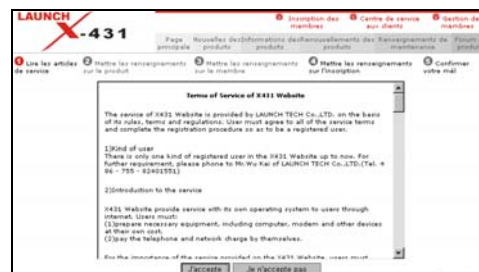 LAUNCH
X-431
Inscription des membres
Centre de service aux clients
Gestion de membres
Page principale
Nouvelles des produits
Informations des produits
Renouvellements des produits
Renseignements de maintenance
Forum produit
1 Lire les articles de service
2 Mettre les renseignements sur le produit
3 Mettre les renseignements sur le membre
4 Mettre les renseignements sur l'inscription
5 Confirmer votre mél
Terms of Service of X431 Website
The service of X431 Website is provided by LAUNCH TECH Co.,LTD. on the basis
of its rules, terms and regulations. User must agree to all of the service terms
and complete the registration procedure so as to be a registered user.
1)Kind of user
There is only one kind of registered user in the X431 Website up to now. For
further requirement, please phone to Mr.Wu Kai of LAUNCH TECH Co.,LTD.(Tel. +
86 - 755 - 82401551)
2)Introduction to the service
X431 Website provide service with its own operating system to users through
internet. Users must:
(1)prepare necessary equipment, including computer, modem and other devices
at their own cost.
(2)pay the telephone and network charge by themselves.
For the importance of the service provided on the X431 Website, users must
J'accepte
Je n'accepte pas